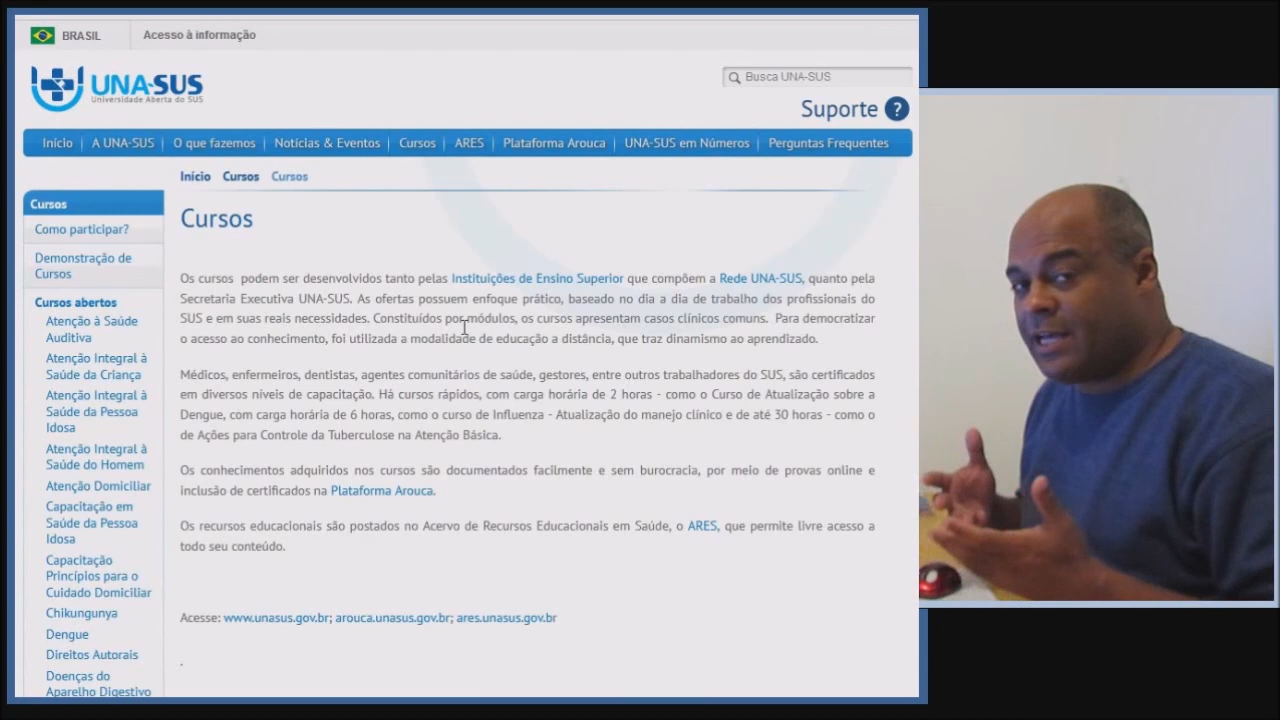 BRASIL
Acesso à informação
UNA-SUS
Universidade Aberta do SUS
Busca UNA-SUS
Suporte ?
Início
A UNA-SUS
O que fazemos
Notícias & Eventos
Cursos
ARES
Plataforma Arouca
UNA-SUS em Números
Perguntas Frequentes
Início Cursos Cursos
Cursos
Como participar?
Demonstração de
Cursos
Cursos abertos
Atenção à Saúde
Auditiva
Atenção Integral à
Saúde da Criança
Atenção Integral à
Saúde da Pessoa
Idosa
Atenção Integral à
Saúde do Homem
Atenção Domiciliar
Capacitação em
Saúde da Pessoa
Idosa
Capacitação
Princípios para o
Cuidado Domiciliar
Chikungunya
Dengue
Direitos Autorais
Doenças do
Aparelho Digestivo
Cursos
Os cursos podem ser desenvolvidos tanto pelas Instituições de Ensino Superior que compõem a Rede UNA-SUS, quanto pela
Secretaria Executiva UNA-SUS. As ofertas possuem enfoque prático, baseado no dia a dia de trabalho dos profissionais do
SUS e em suas reais necessidades. Constituídos por módulos, os cursos apresentam casos clínicos comuns. Para democratizar
o acesso ao conhecimento, foi utilizada a modalidade de educação a distância, que traz dinamismo ao aprendizado.
Médicos, enfermeiros, dentistas, agentes comunitários de saúde, gestores, entre outros trabalhadores do SUS, são certificados
em diversos níveis de capacitação. Há cursos rápidos, com carga horária de 2 horas - como o Curso de Atualização sobre a
Dengue, com carga horária de 6 horas, como o curso de Influenza - Atualização do manejo clínico e de até 30 horas - como o
de Ações para Controle da Tuberculose na Atenção Básica.
Os conhecimentos adquiridos nos cursos são documentados facilmente e sem burocracia, por meio de provas online e
inclusão de certificados na Plataforma Arouca.
Os recursos educacionais são postados no Acervo de Recursos Educacionais em Saúde, o ARES, que permite livre acesso a
todo seu conteúdo.
Acesse: www.unasus.gov.br; arouca.unasus.gov.br; ares.unasus.gov.br
.